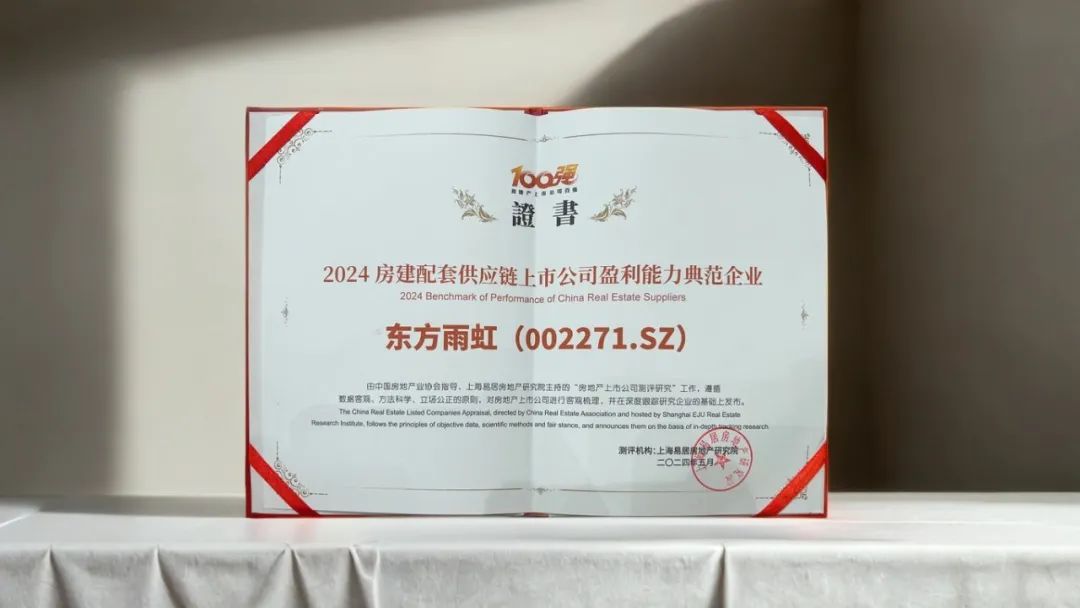 100强
證書
2024 房建配套供应链上市公司盈利能力典范企业
2024 Benchmark of Performance of China Real Estate Suppliers
东方雨虹（002271.SZ）
由中国房地产业协会指导、上海易居房地产研究院主持的“房地产上市公司测评研究”工作，遵循
数据客观、方法科学、立场公正的原则，对房地产上市公司进行客观梳理，并在深度跟踪研究企业的基础上发布。
The China Real Estate Listed Companies Appraisal, directed by China Real Estate Association and hosted by Shanghai EJU Real Estate
Research Institute, follows the principles of objective data, scientific methods and fair stance, and announces them on the basis of in-depth tracking research.
测评机构：上海易居房地产研究院
二〇二四年五月